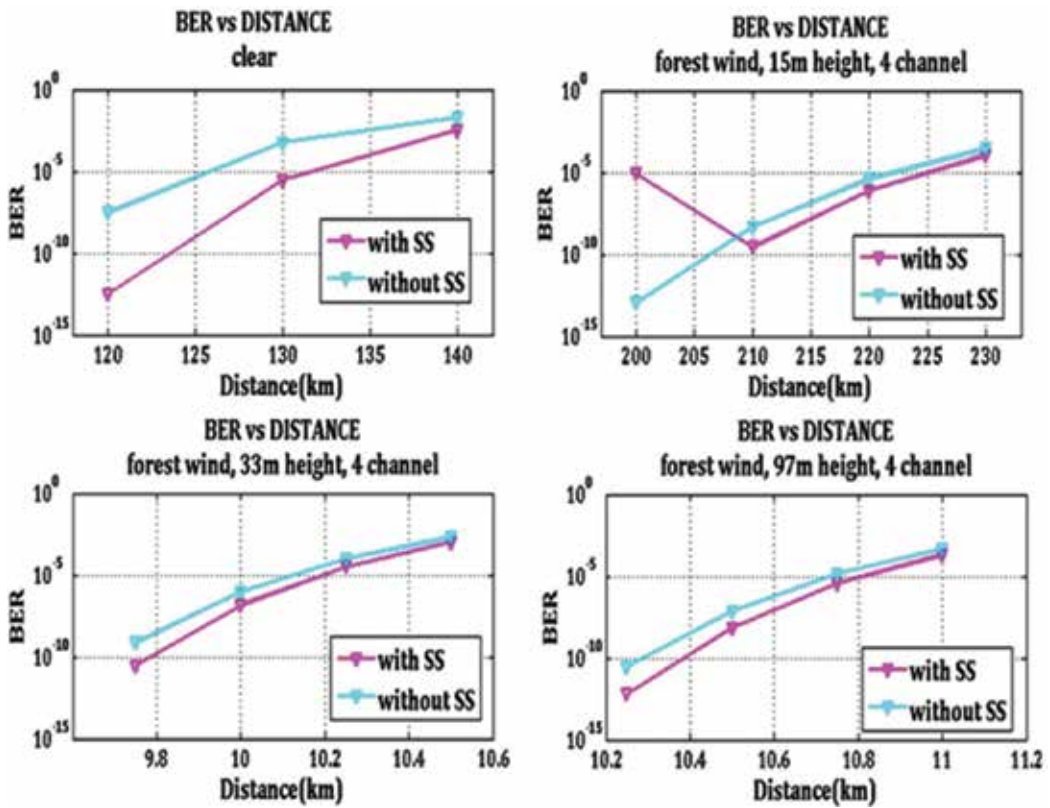 BER vs DISTANCE
clear
10^0
10^-5
10^-10
10^-15
BER
with SS
without SS
120 125 130 135 140
Distance(km)
BER vs DISTANCE
forest wind, 15m height, 4 channel
10^0
10^-5
10^-10
10^-15
BER
with SS
without SS
200 205 210 215 220 225 230
Distance(km)
BER vs DISTANCE
forest wind, 33m height, 4 channel
10^0
10^-5
10^-10
10^-15
BER
with SS
without SS
9.8 10 10.2 10.4 10.6
Distance(km)
BER vs DISTANCE
forest wind, 97m height, 4 channel
10^0
10^-5
10^-10
10^-15
BER
with SS
without SS
10.2 10.4 10.6 10.8 11 11.2
Distance(km)